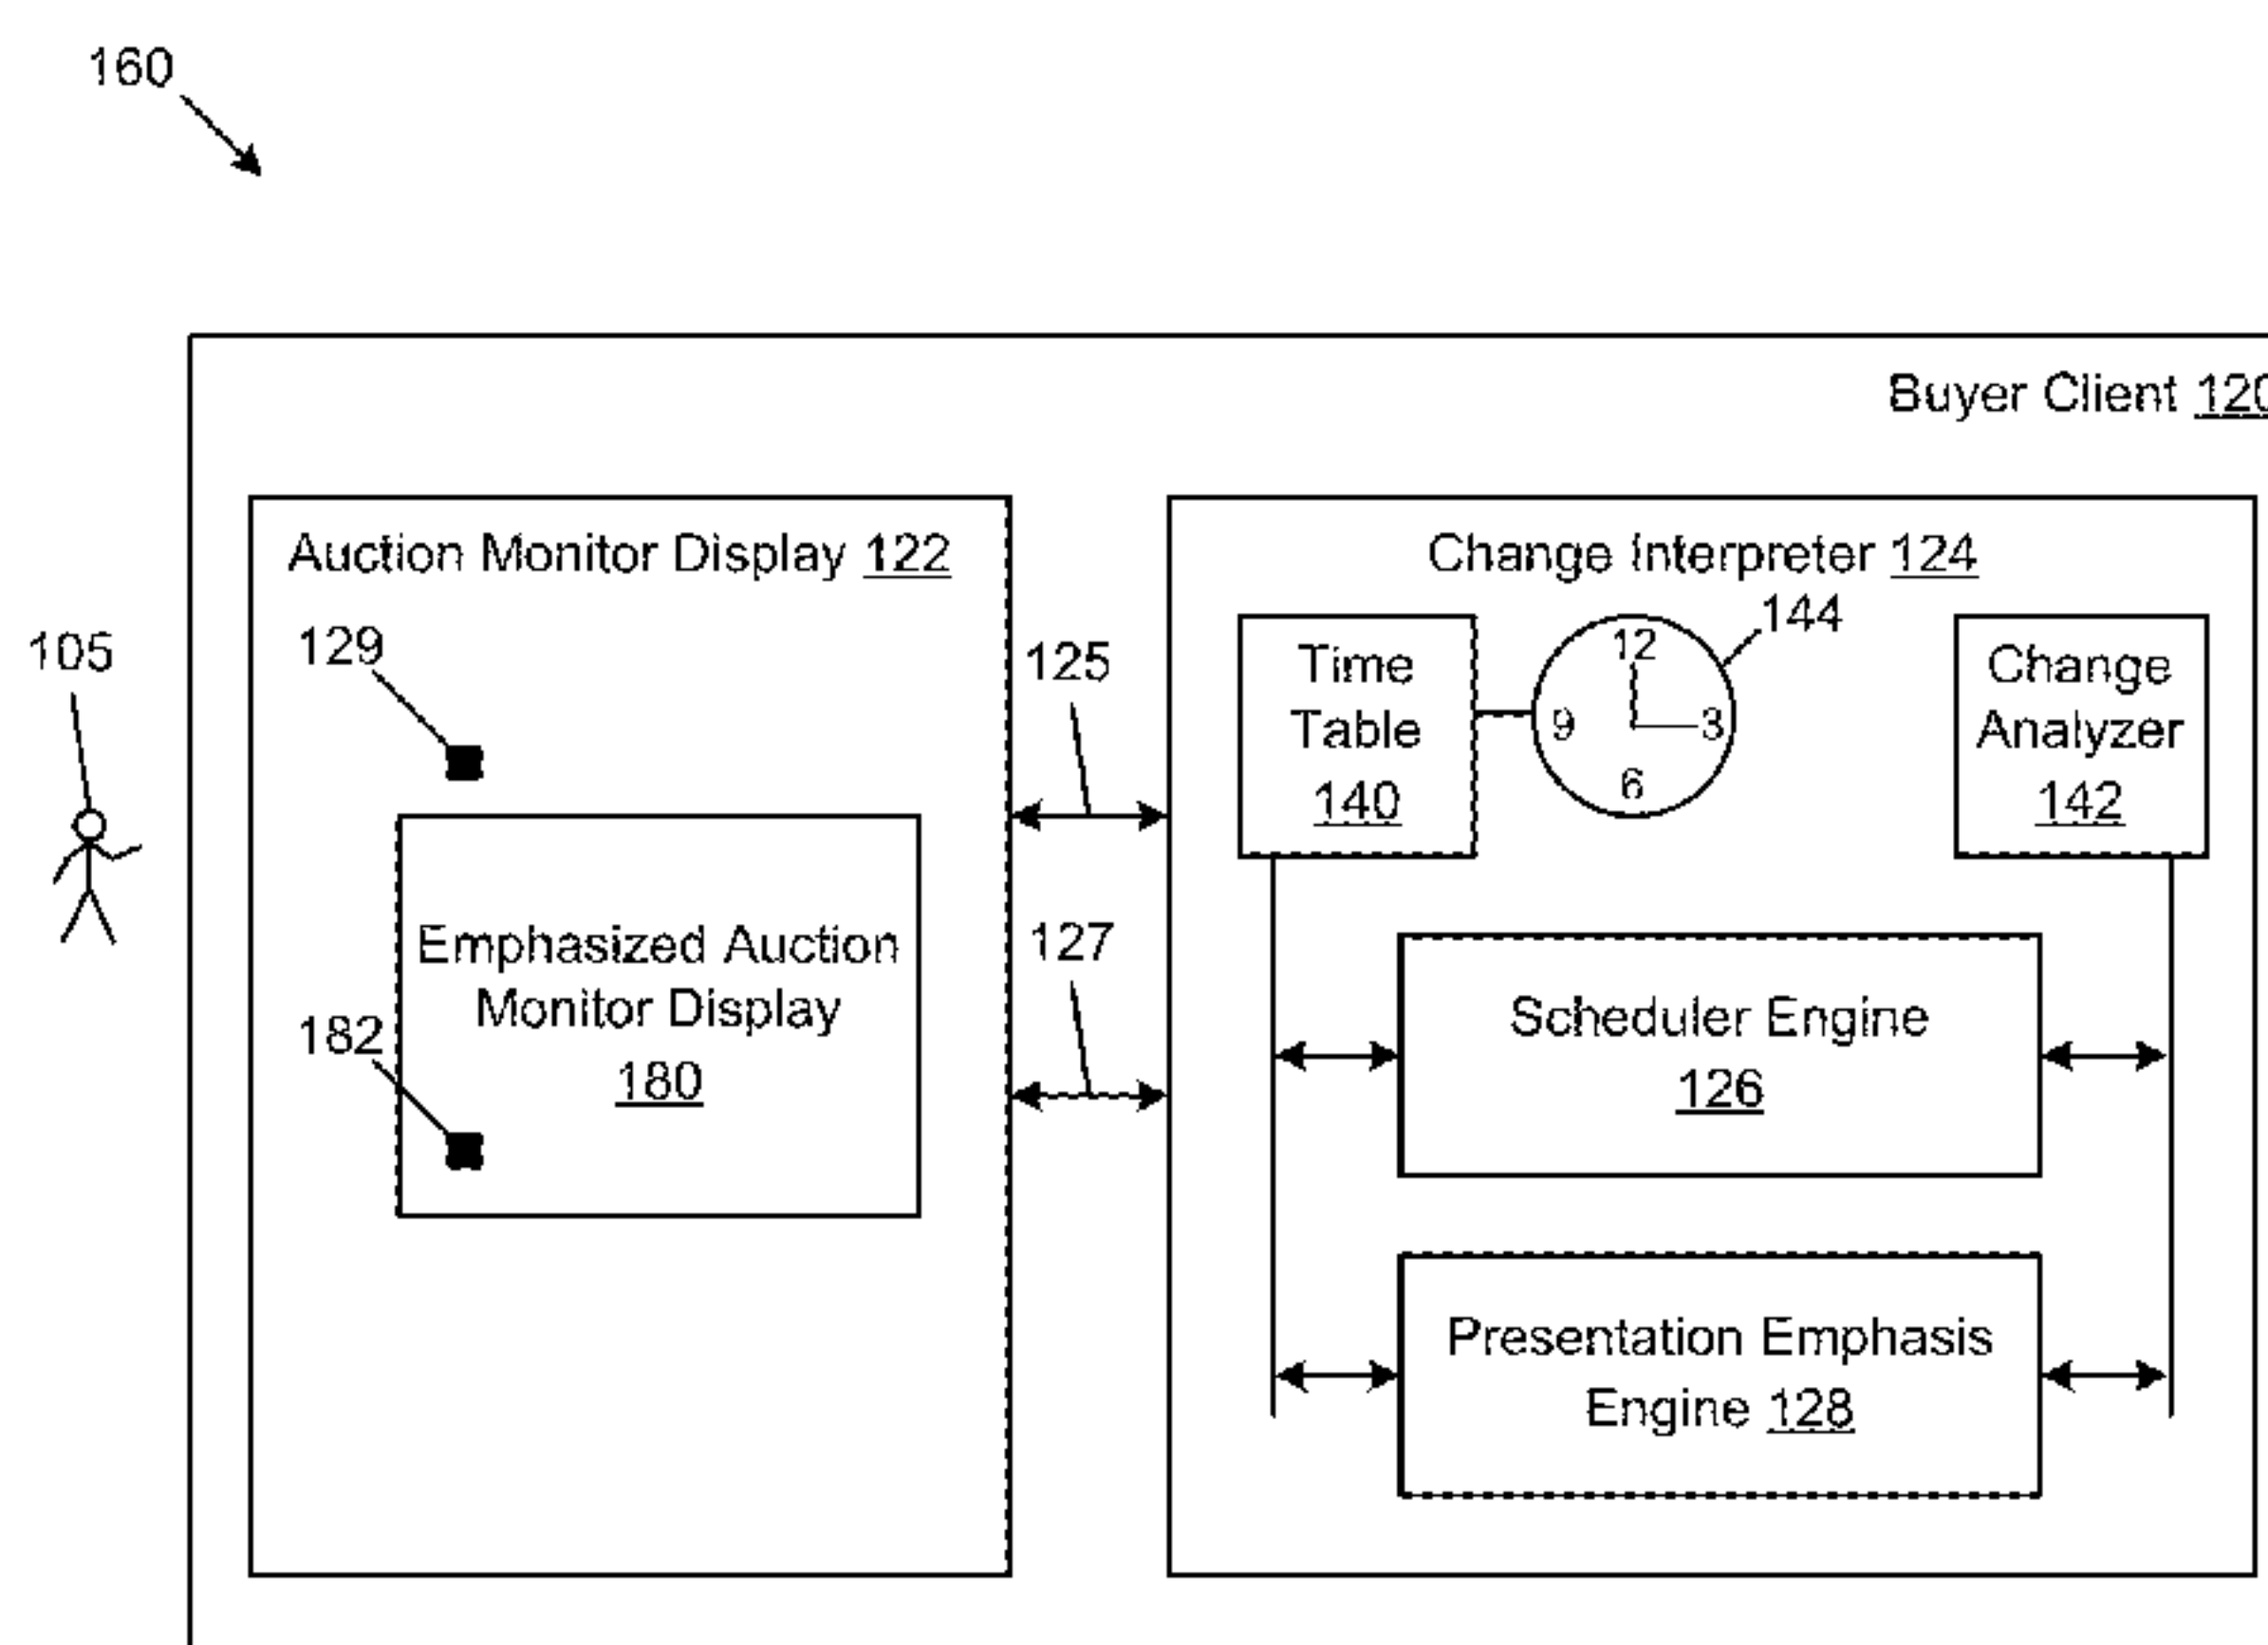 160
Buyer Client 120
Auction Monitor Display 122
Change Interpreter 124
105
129
125
144
Time
Table
140
12
9
3
6
Change
Analyzer
142
Emphasized Auction
Monitor Display
180
182
127
Scheduler Engine
126
Presentation Emphasis
Engine 128